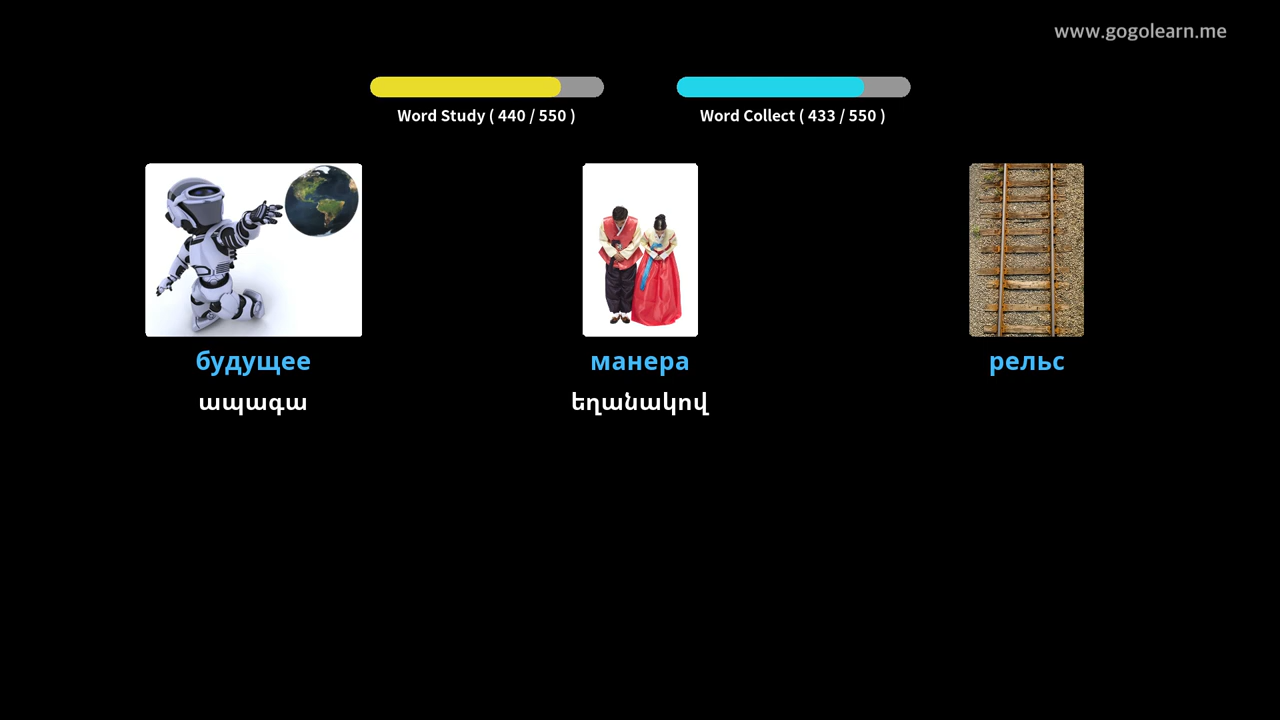 www.gogolearn.me
Word Study ( 440 / 550 )
Word Collect ( 433 / 550 )
будущее
манера
рельс
ապագա
եղանակով